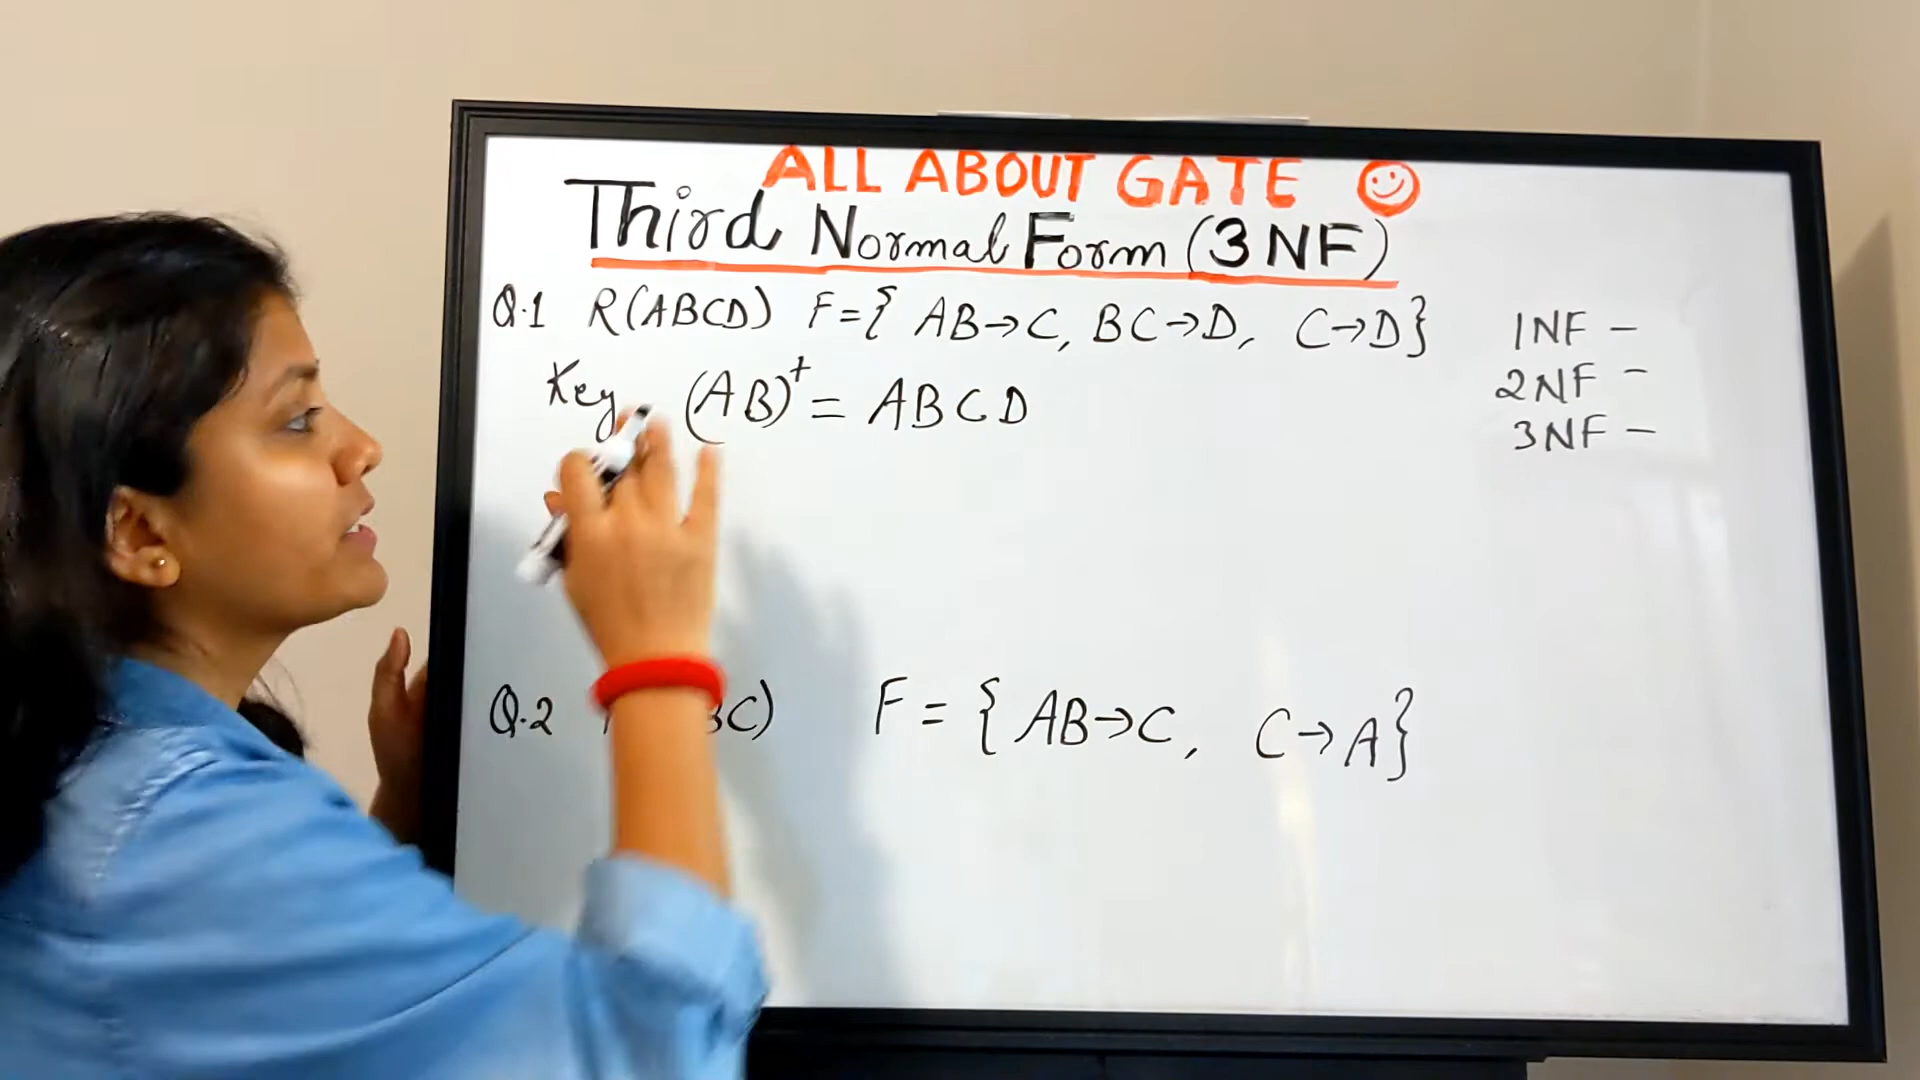 ALL ABOUT GATE
Third Normal Form (3NF)
Q.1 R(ABCD) F={ AB→C, BC→D, C→D}
Key (AB)⁺ = ABCD
1NF –
2NF –
3NF –
Q.2 BC) F = { AB→C, C→A}